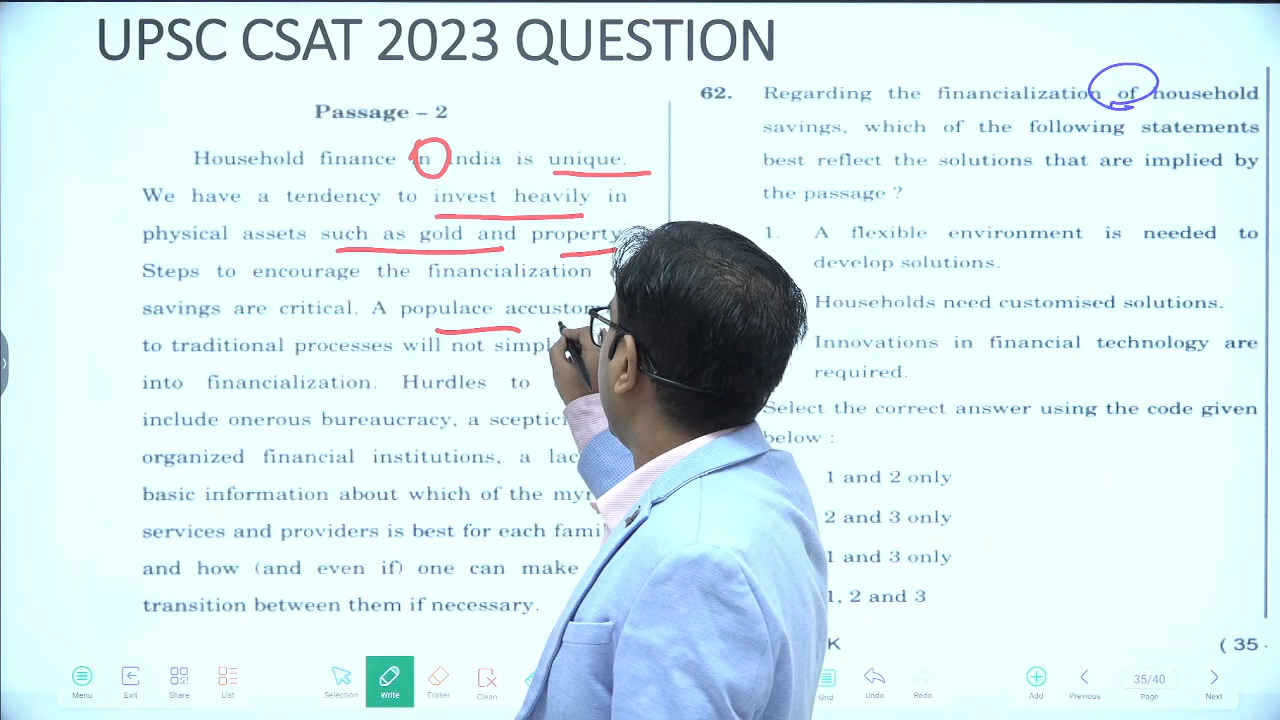 UPSC CSAT 2023 QUESTION
Passage – 2
Household finance in India is unique.
We have a tendency to invest heavily in
physical assets such as gold and property
Steps to encourage the financialization
savings are critical. A populace
to traditional processes will not
into financialization. Hurdles to
include onerous bureaucracy, a
organized financial institutions, a
basic information about which of the
services and providers is best for each
and how (and even if) one can make
transition between them if necessary.
62. Regarding the financialization of household
savings, which of the following statements
best reflect the solutions that are implied by
the passage ?
1. A flexible environment is needed to
develop solutions.
Households need customised solutions.
Innovations in financial technology are
required.
Select the correct answer using the code given
below :
1 and 2 only
2 and 3 only
1 and 3 only
1, 2 and 3
K
( 35
Menu
Exit
Share
List
Selection
Write
Eraser
Clean
Grid
Undo
Redo
Add
Previous
35/40
Page
Next